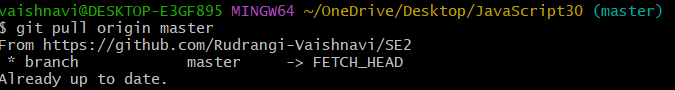 vaishnavi@DESKTOP-E3GF895 MINGW64 ~/OneDrive/Desktop/JavaScript30 (master)
$ git pull origin master
From https://github.com/Rudrangi-Vaishnavi/SE2
 * branch            master     -> FETCH_HEAD
Already up to date.